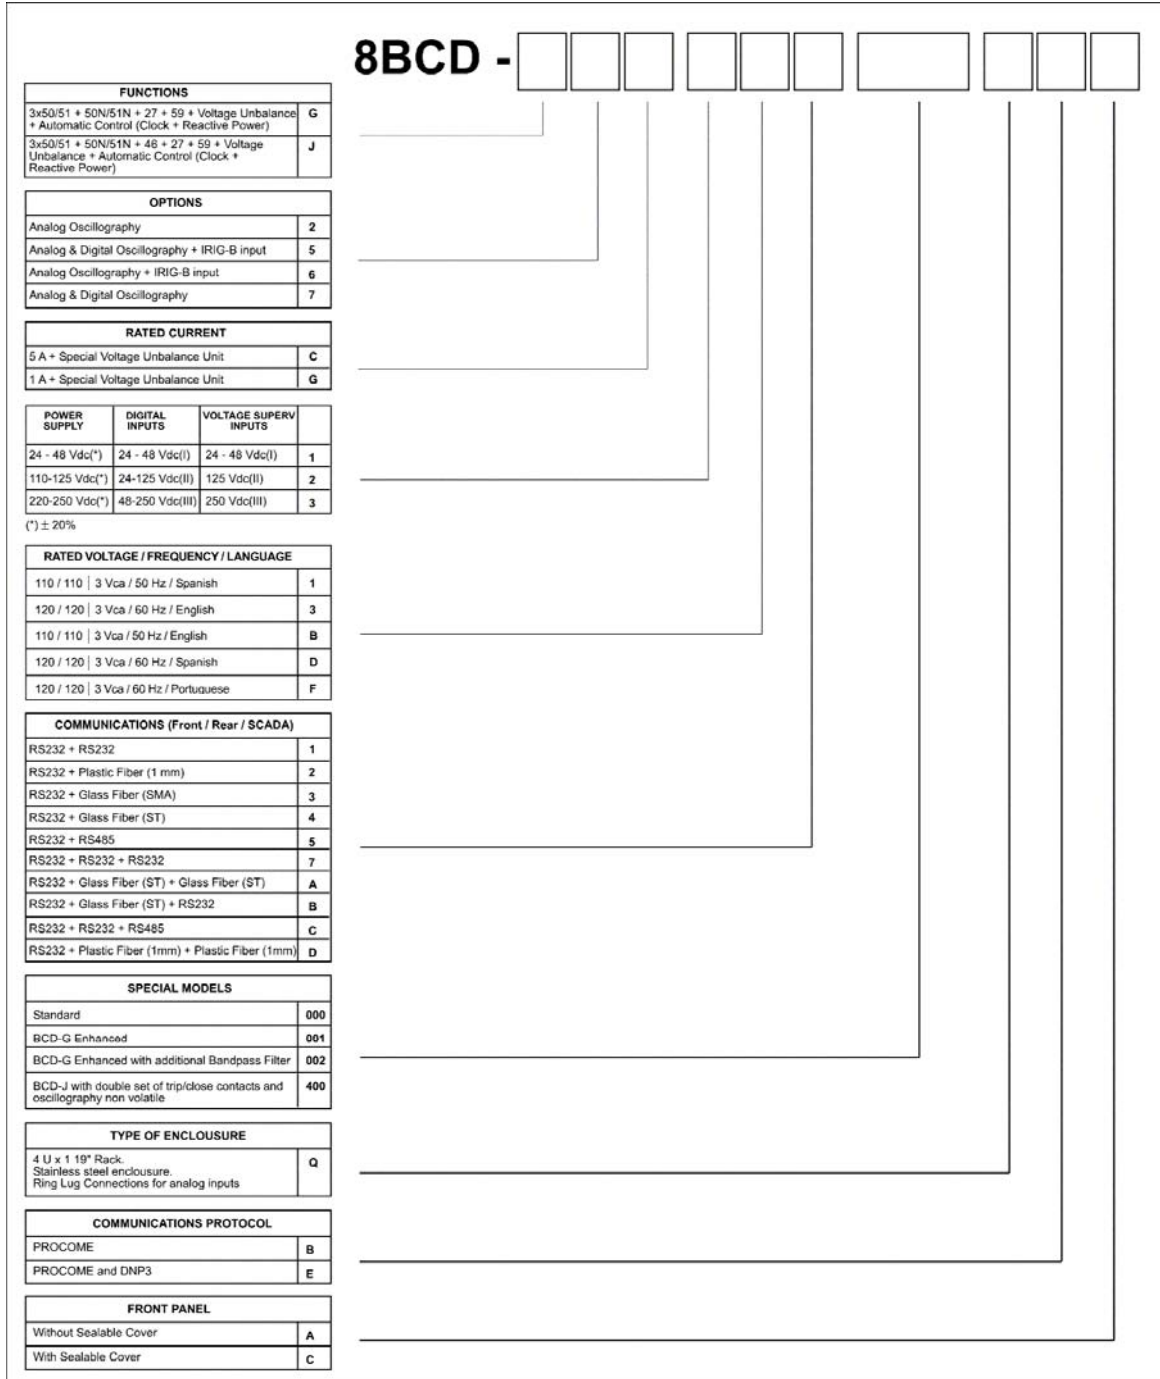 8BCD -
FUNCTIONS
3x50/51 + 50N/51N + 27 + 59 + Voltage Unbalance G
+ Automatic Control (Clock + Reactive Power)
3x50/51 + 50N/51N + 46 + 27 + 59 + Voltage J
Unbalance + Automatic Control (Clock +
Reactive Power)
OPTIONS
Analog Oscillography 2
Analog & Digital Oscillography + IRIG-B input 5
Analog Oscillography + IRIG-B input 6
Analog & Digital Oscillography 7
RATED CURRENT
5 A + Special Voltage Unbalance Unit C
1 A + Special Voltage Unbalance Unit G
POWER DIGITAL VOLTAGE SUPERV
SUPPLY INPUTS INPUTS
24 - 48 Vdc(*) 24 - 48 Vdc(I) 24 - 48 Vdc(I) 1
110-125 Vdc(*) 24-125 Vdc(II) 125 Vdc(II) 2
220-250 Vdc(*) 48-250 Vdc(III) 250 Vdc(III) 3
(*) ± 20%
RATED VOLTAGE / FREQUENCY / LANGUAGE
110 / 110 | 3 Vca / 50 Hz / Spanish 1
120 / 120 | 3 Vca / 60 Hz / English 3
110 / 110 | 3 Vca / 50 Hz / English B
120 / 120 | 3 Vca / 60 Hz / Spanish D
120 / 120 | 3 Vca / 60 Hz / Portuguese F
COMMUNICATIONS (Front / Rear / SCADA)
RS232 + RS232 1
RS232 + Plastic Fiber (1 mm) 2
RS232 + Glass Fiber (SMA) 3
RS232 + Glass Fiber (ST) 4
RS232 + RS485 5
RS232 + RS232 + RS232 7
RS232 + Glass Fiber (ST) + Glass Fiber (ST) A
RS232 + Glass Fiber (ST) + RS232 B
RS232 + RS232 + RS485 C
RS232 + Plastic Fiber (1mm) + Plastic Fiber (1mm) D
SPECIAL MODELS
Standard 000
BCD-G Enhanced 001
BCD-G Enhanced with additional Bandpass Filter 002
BCD-J with double set of trip/close contacts and 400
oscillography non volatile
TYPE OF ENCLOUSURE
4 U x 1 19" Rack. Q
Stainless steel enclousure.
Ring Lug Connections for analog inputs
COMMUNICATIONS PROTOCOL
PROCOME B
PROCOME and DNP3 E
FRONT PANEL
Without Sealable Cover A
With Sealable Cover C